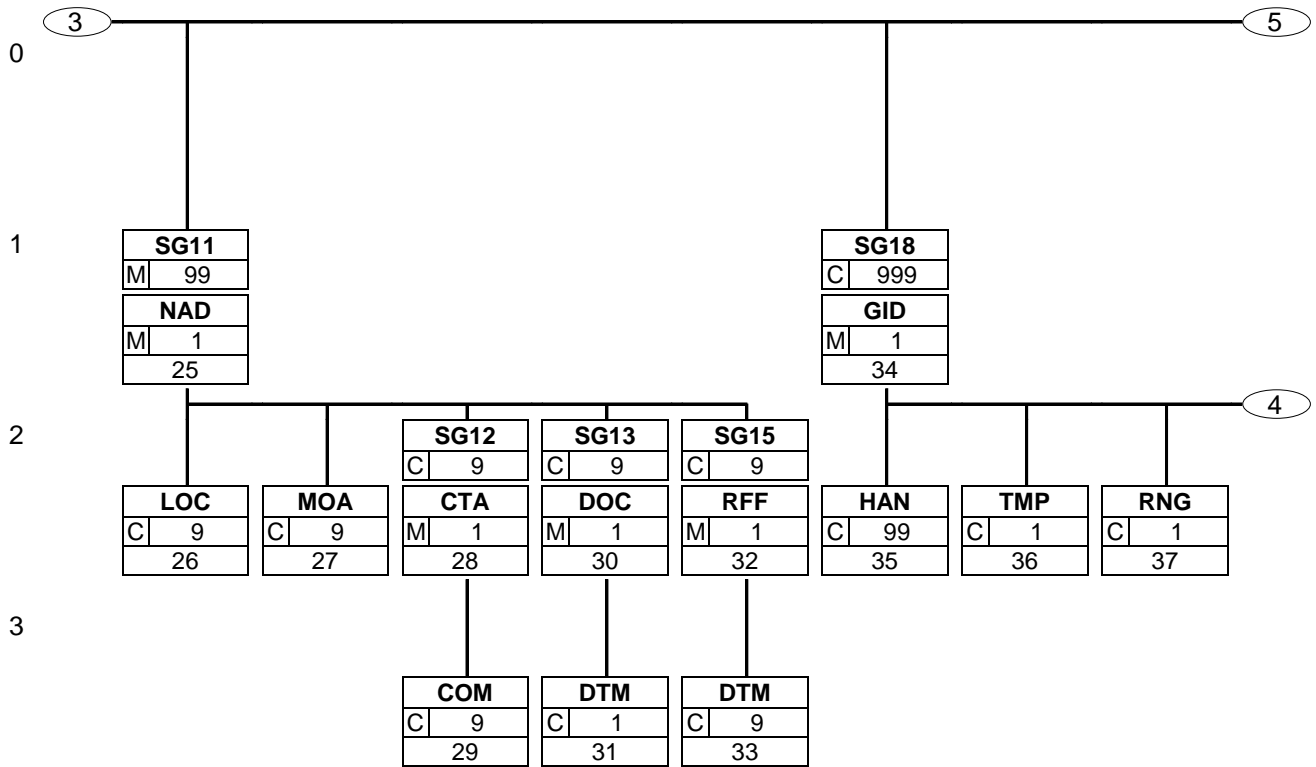 3 5
0
1 SG11 SG18
M 99 C 999
NAD GID
M 1 M 1
25 34
4
2 SG12 SG13 SG15
C 9 C 9 C 9
LOC MOA CTA DOC RFF HAN TMP RNG
C 9 C 9 M 1 M 1 M 1 C 99 C 1 C 1
26 27 28 30 32 35 36 37
3
COM DTM DTM
C 9 C 1 C 9
29 31 33